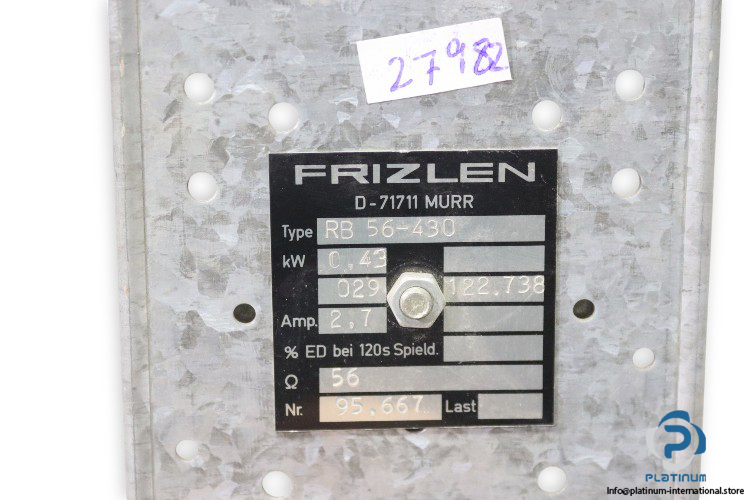 27982
FRIZLEN
D-71711 MURR
Type RB 56-430
kW 0.43
029 122.738
Amp. 2,7
% ED bei 120s Spield.
Ω 56
Nr. 95.667 Last
PLATINUM
Info@platinum-international.store